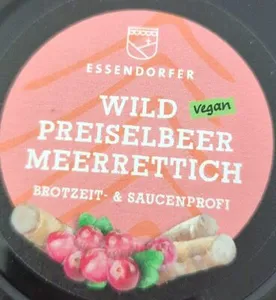 ESSENDORFER
WILD
vegan
PREISELBEER
MEERRETTICH
BROTZEIT- & SAUCENPROFI